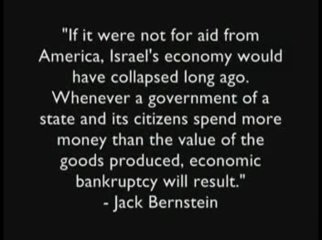 "If it were not for aid from
America, Israel's economy would
have collapsed long ago.
Whenever a government of a
state and its citizens spend more
money than the value of the
goods produced, economic
bankruptcy will result."
- Jack Bernstein